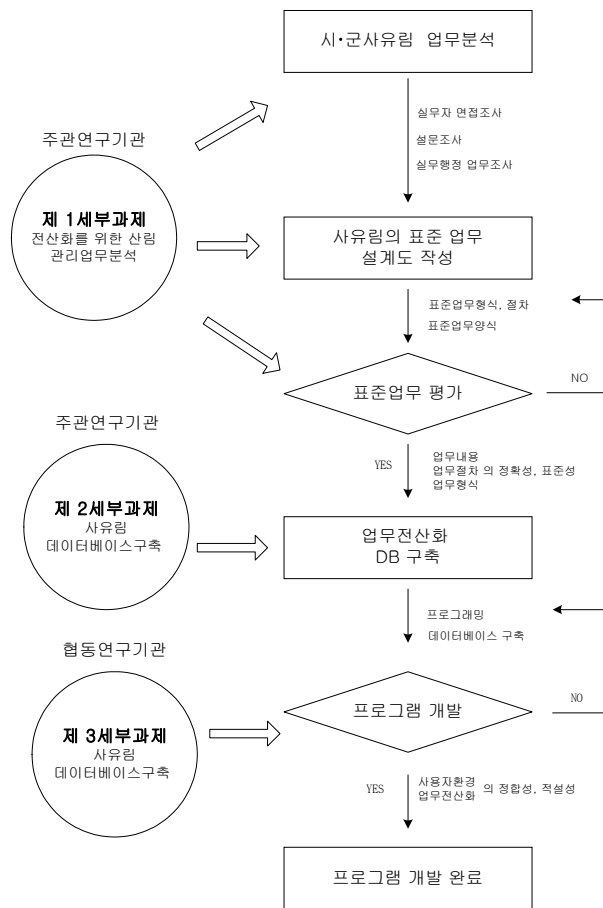 시·군사유림 업무분석
실무자 면접조사
설문조사
실무행정 업무조사
주관연구기관
제 1세부과제
전산화를 위한 산림
관리업무분석
사유림의 표준 업무
설계도 작성
표준업무형식, 절차
표준업무양식
표준업무 평가
NO
주관연구기관
YES
업무내용
업무절차 의 정확성, 표준성
업무형식
제 2세부과제
사유림
데이터베이스구축
업무전산화
DB 구축
프로그래밍
데이터베이스 구축
협동연구기관
제 3세부과제
사유림
데이터베이스구축
프로그램 개발
NO
YES
사용자환경
업무전산화 의 정합성, 적설성
프로그램 개발 완료